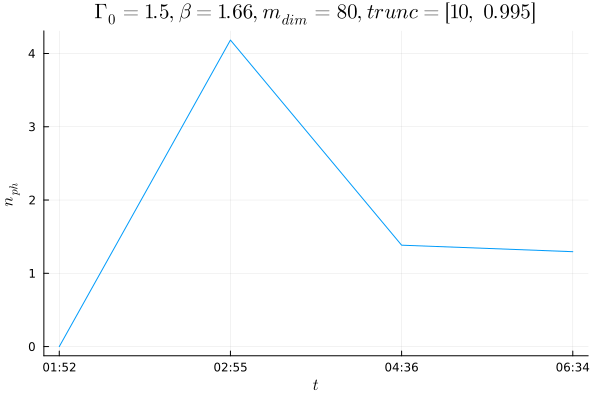 Γ₀ = 1.5, β = 1.66, m_dim = 80, trunc = [10, 0.995]
4
3
n_ph
2
1
0
01:52 02:55 04:36 06:34
t